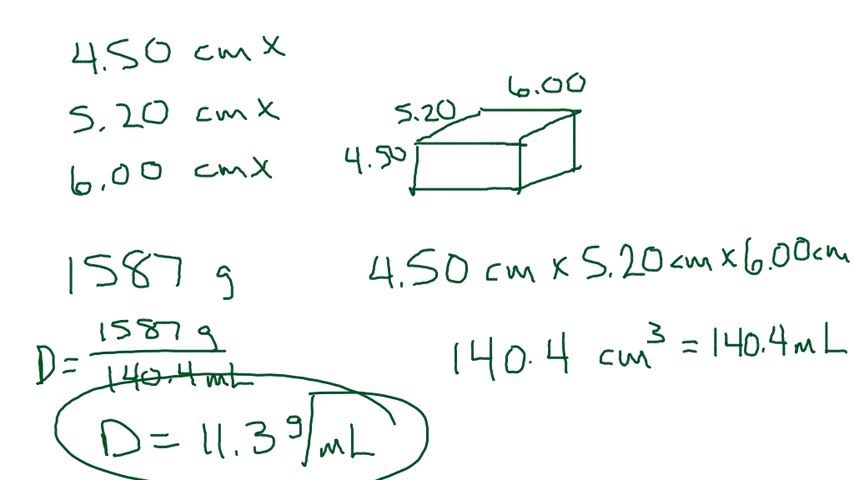 4.50 cm x
5.20 cm x
6.00 cm x
6.00
5.20
4.50
1587 g
4.50 cm x 5.20 cm x 6.00 cm
D = 1587 g / 140.4 mL
140.4 cm³ = 140.4 mL
D = 11.3 g/mL